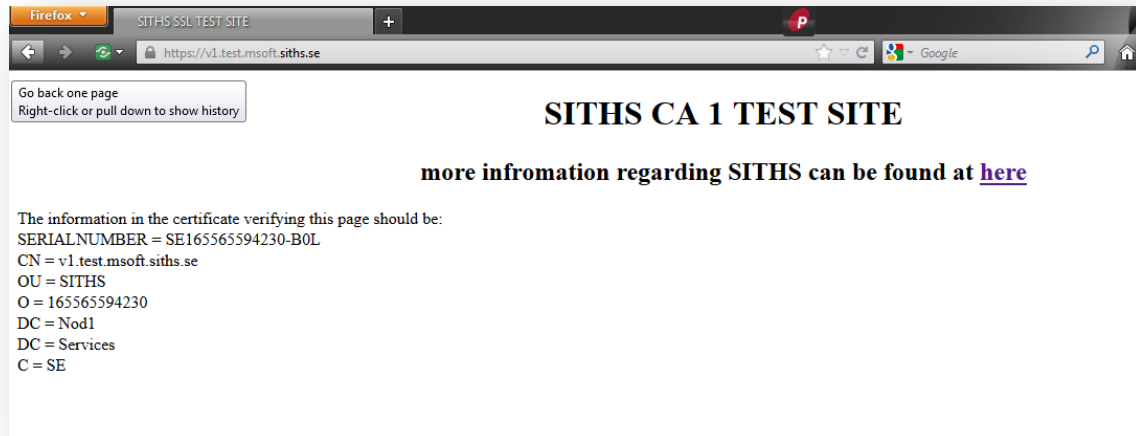 Firefox
SITHS SSL TEST SITE
https://v1.test.msoft.siths.se
Google
Go back one page
Right-click or pull down to show history
SITHS CA 1 TEST SITE
more infromation regarding SITHS can be found at here
The information in the certificate verifying this page should be:
SERIALNUMBER = SE165565594230-B0L
CN = v1.test.msoft.siths.se
OU = SITHS
O = 165565594230
DC = Nod1
DC = Services
C = SE